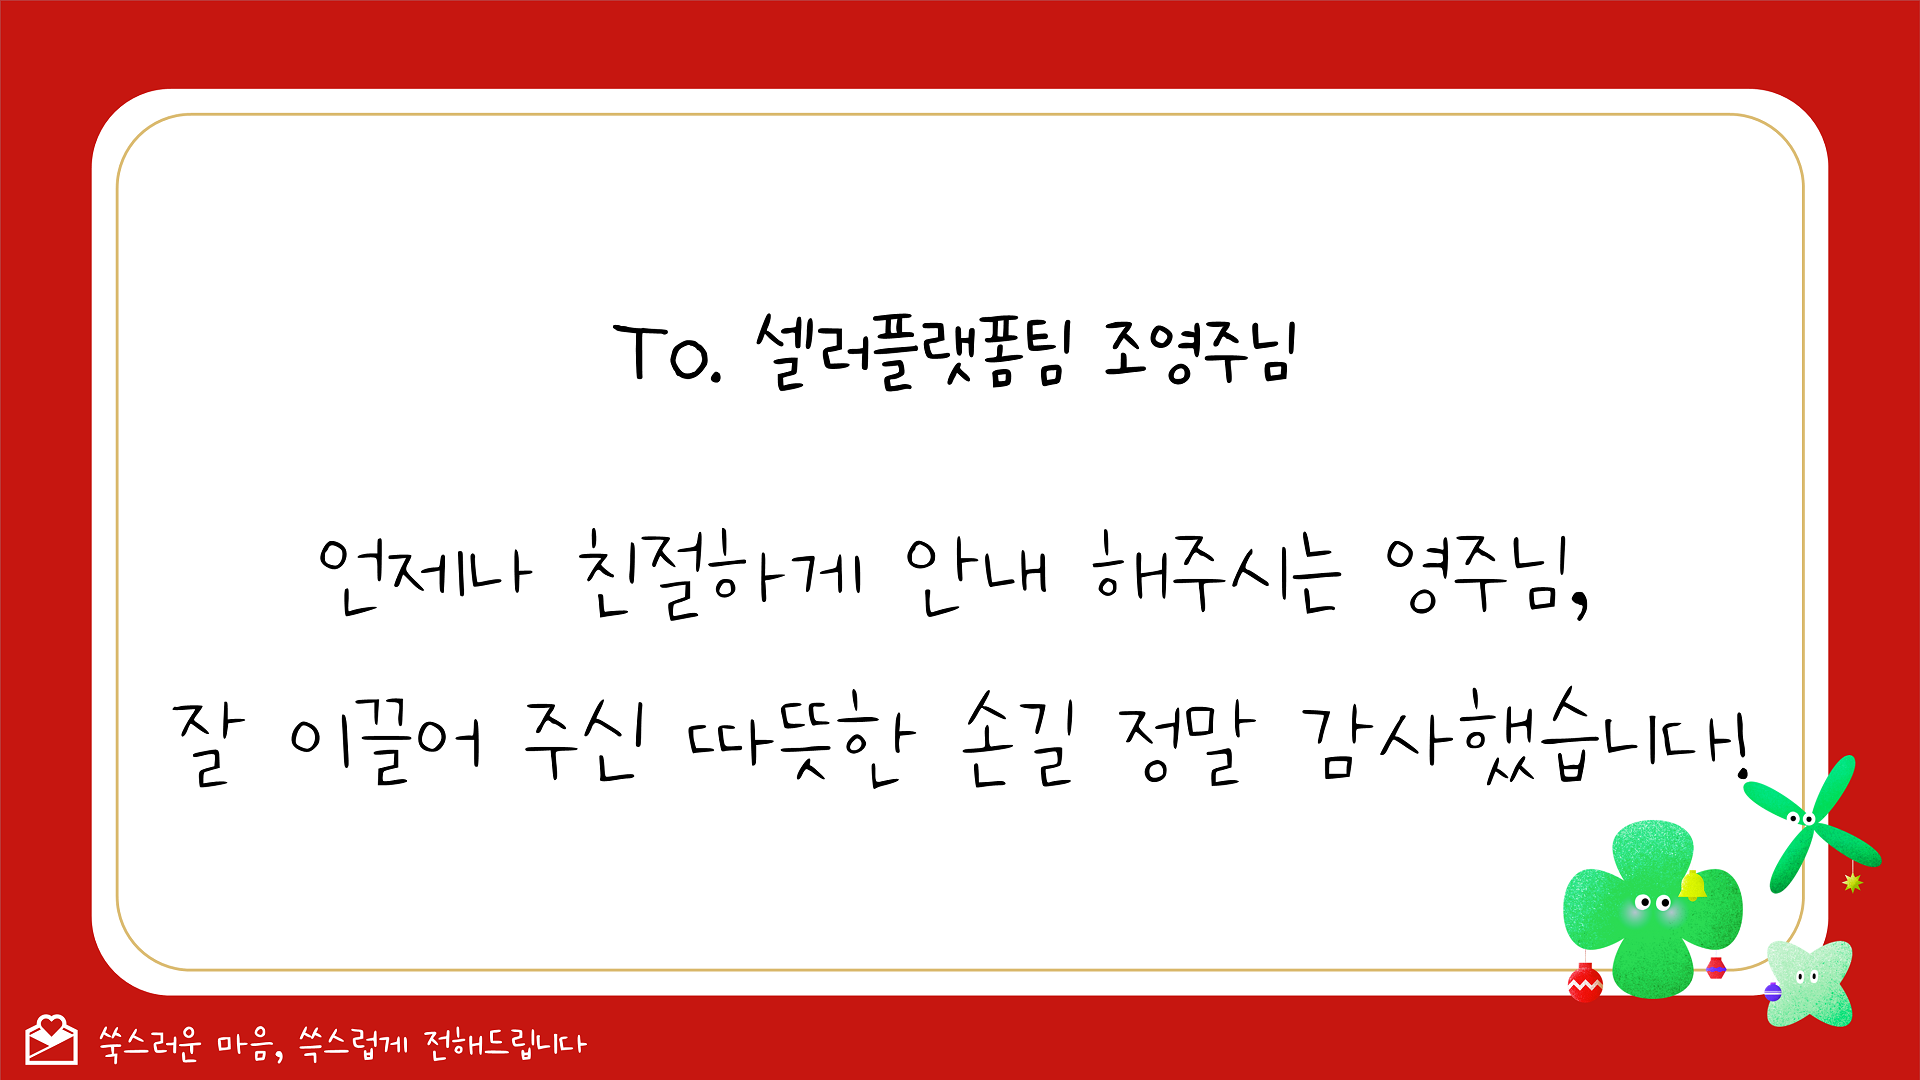 To. 셀러플랫폼팀 조영주님
언제나 친절하게 안내 해주시는 영주님,
잘 이끌어 주신 따뜻한 손길 정말 감사했습니다!
쑥스러운 마음, 쓱스럽게 전해드립니다